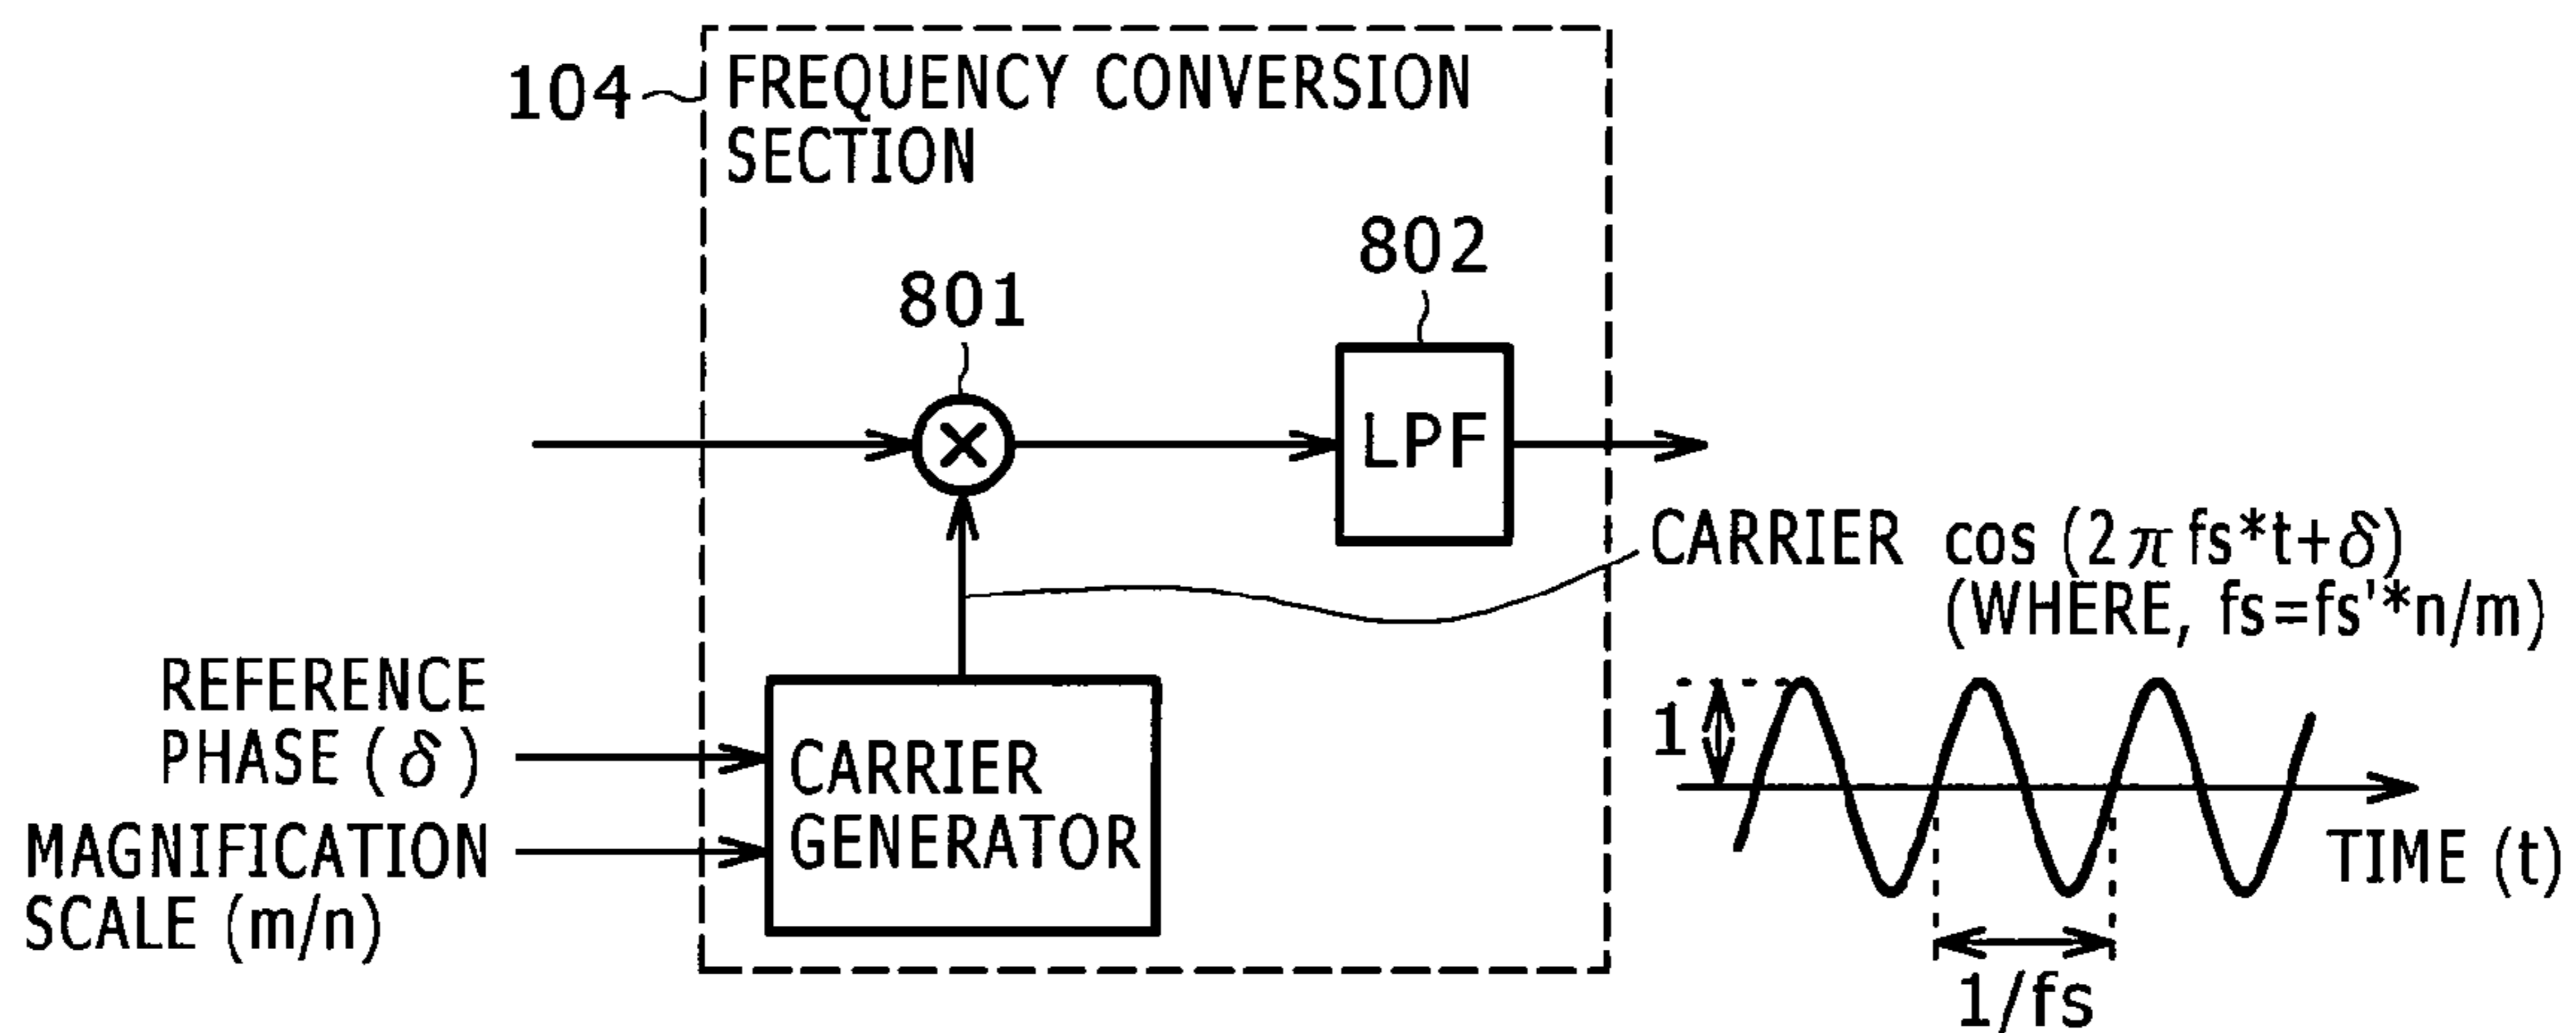 104
FREQUENCY CONVERSION
SECTION
802
801
LPF
CARRIER cos (2π fs*t+δ)
(WHERE, fs=fs'*n/m)
REFERENCE
PHASE (δ)
MAGNIFICATION
SCALE (m/n)
CARRIER
GENERATOR
1
TIME (t)
1/fs